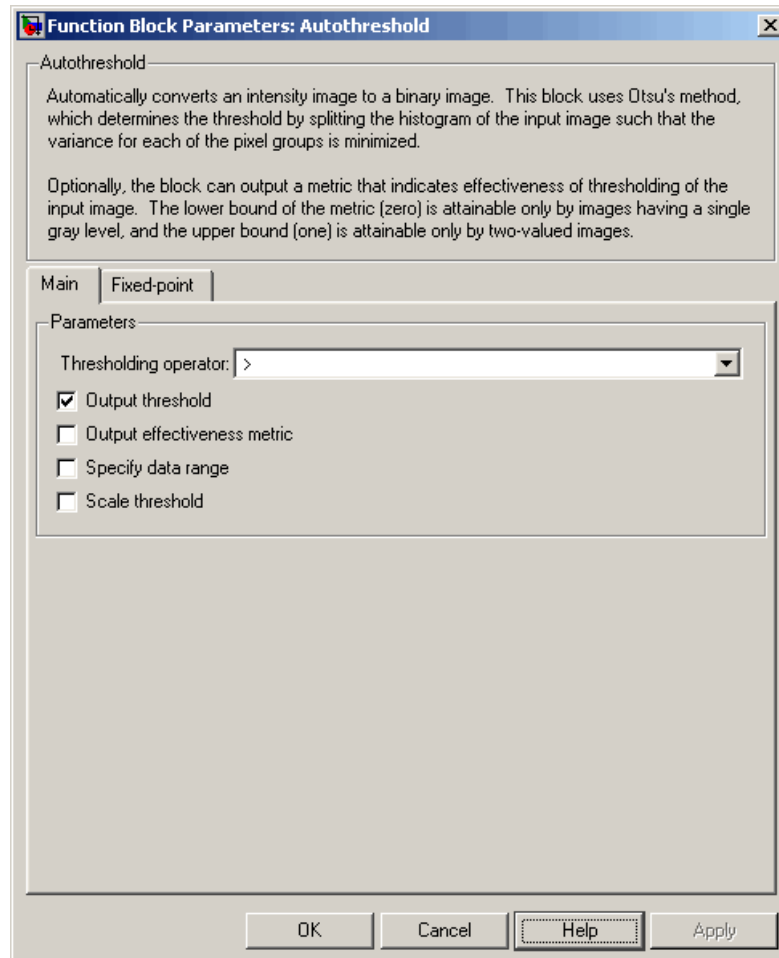 Function Block Parameters: Autothreshold
Autothreshold
Automatically converts an intensity image to a binary image. This block uses Otsu's method,
which determines the threshold by splitting the histogram of the input image such that the
variance for each of the pixel groups is minimized.
Optionally, the block can output a metric that indicates effectiveness of thresholding of the
input image. The lower bound of the metric (zero) is attainable only by images having a single
gray level, and the upper bound (one) is attainable only by two-valued images.
Main Fixed-point
Parameters
Thresholding operator: >
Output threshold
Output effectiveness metric
Specify data range
Scale threshold
OK Cancel Help Apply